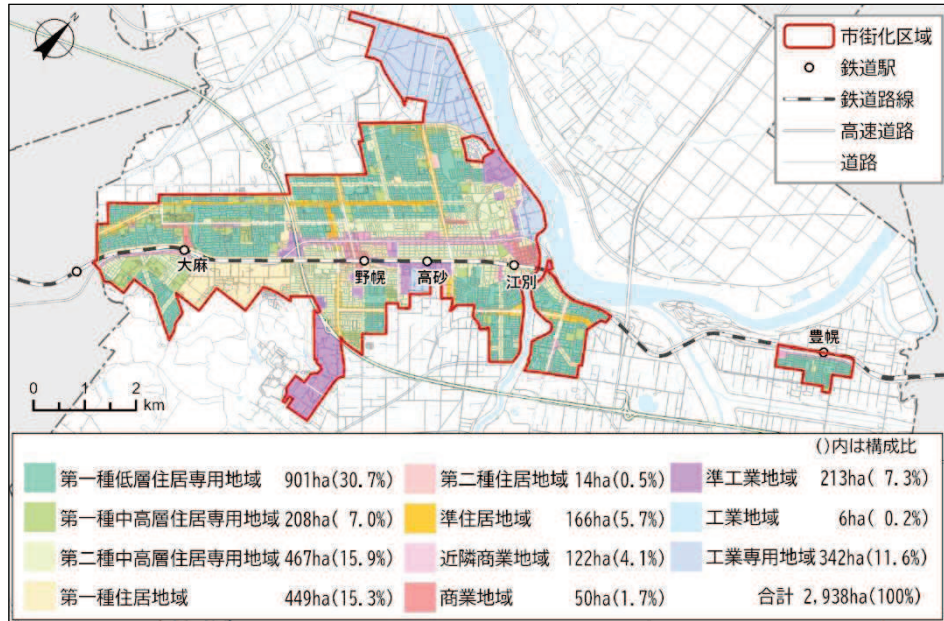 N
市街化区域
鉄道駅
鉄道路線
高速道路
道路
大麻
野幌
高砂
江別
豊幌
0 1 2
km
()内は構成比
第一種低層住居専用地域 901ha(30.7%)
第一種中高層住居専用地域 208ha( 7.0%)
第二種中高層住居専用地域 467ha(15.9%)
第一種住居地域 449ha(15.3%)
第二種住居地域 14ha(0.5%)
準住居地域 166ha(5.7%)
近隣商業地域 122ha(4.1%)
商業地域 50ha(1.7%)
準工業地域 213ha( 7.3%)
工業地域 6ha( 0.2%)
工業専用地域 342ha(11.6%)
合計 2,938ha(100%)